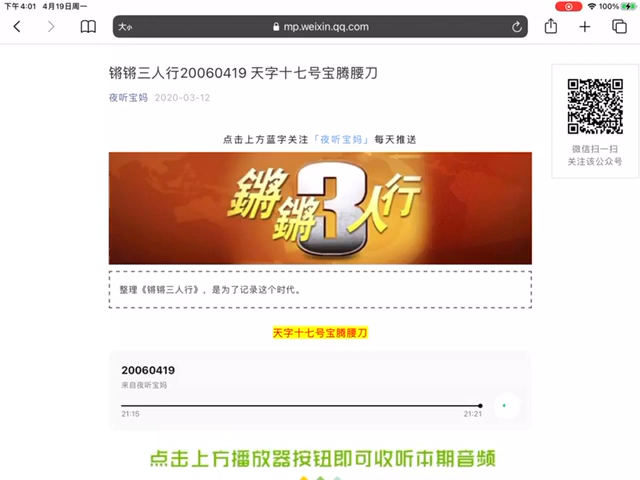 下午4:01 4月19日周一
100%
大小
mp.weixin.qq.com
锵锵三人行20060419 天字十七号宝腾腰刀
夜听宝妈 2020-03-12
微信扫一扫
关注该公众号
点击上方蓝字关注「夜听宝妈」每天推送
锵锵3人行
整理《锵锵三人行》，是为了记录这个时代。
天字十七号宝腾腰刀
20060419
来自夜听宝妈
21:15
21:21
点击上方播放器按钮即可收听本期音频